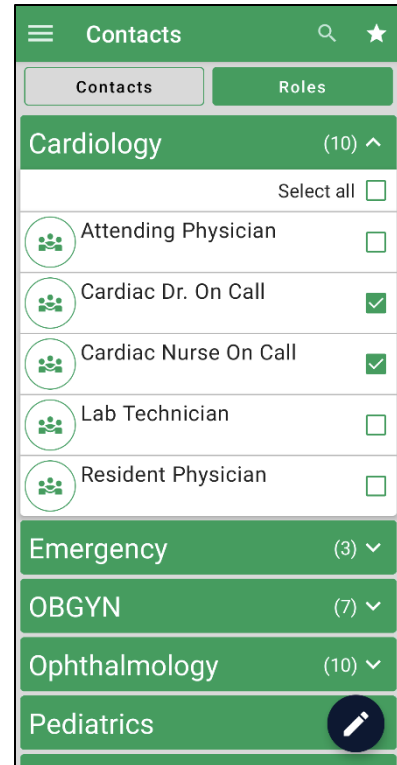 Contacts
Contacts Roles
Cardiology (10)
Select all
Attending Physician
Cardiac Dr. On Call
Cardiac Nurse On Call
Lab Technician
Resident Physician
Emergency (3)
OBGYN (7)
Ophthalmology (10)
Pediatrics